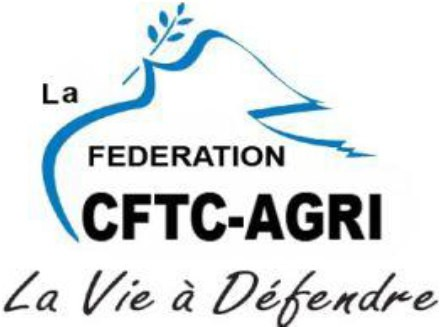 La
FEDERATION
CFTC-AGRI
La Vie à Défendre